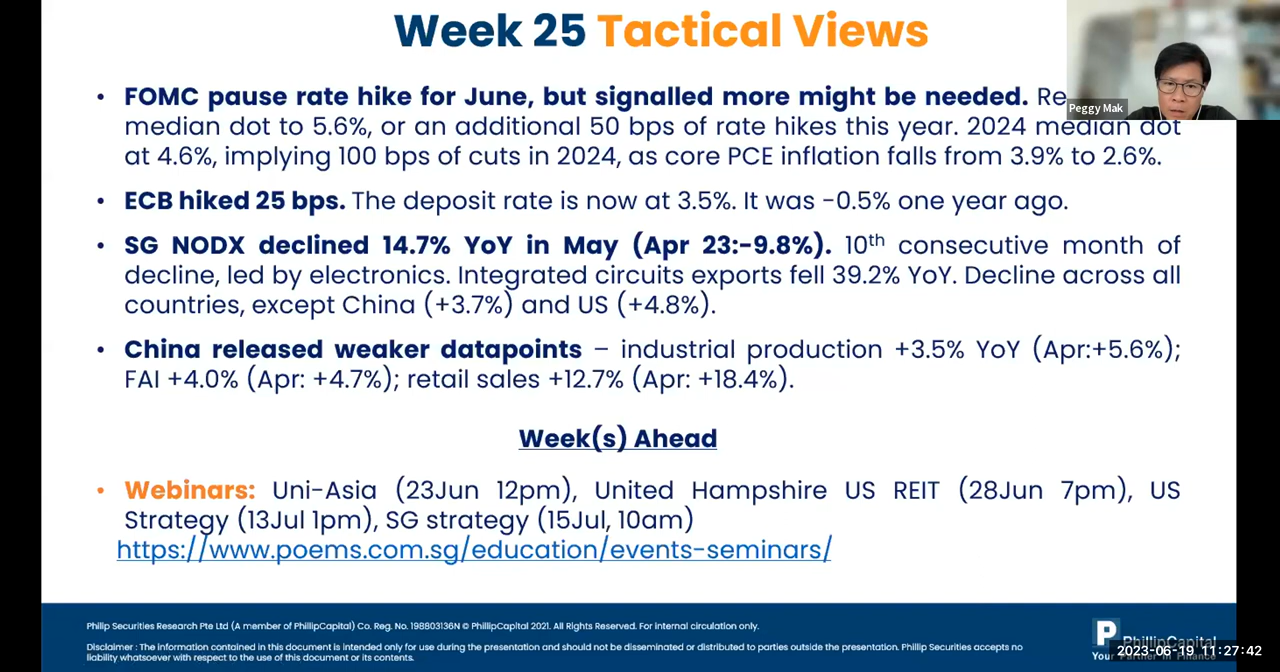 Week 25 Tactical Views
• FOMC pause rate hike for June, but signalled more might be needed.
Peggy Mak
median dot to 5.6%, or an additional 50 bps of rate hikes this year. 2024 median dot
at 4.6%, implying 100 bps of cuts in 2024, as core PCE inflation falls from 3.9% to 2.6%.
• ECB hiked 25 bps. The deposit rate is now at 3.5%. It was -0.5% one year ago.
• SG NODX declined 14.7% YoY in May (Apr 23:-9.8%). 10th consecutive month of
decline, led by electronics. Integrated circuits exports fell 39.2% YoY. Decline across all
countries, except China (+3.7%) and US (+4.8%).
• China released weaker datapoints – industrial production +3.5% YoY (Apr:+5.6%);
FAI +4.0% (Apr: +4.7%); retail sales +12.7% (Apr: +18.4%).
Week(s) Ahead
• Webinars: Uni-Asia (23Jun 12pm), United Hampshire US REIT (28Jun 7pm), US
Strategy (13Jul 1pm), SG strategy (15Jul, 10am)
https://www.poems.com.sg/education/events-seminars/
Phillip Securities Research Pte Ltd (A member of PhillipCapital) Co. Reg. No. 198803136N © PhillipCapital 2021. All Rights Reserved. For internal circulation only.
Disclaimer : The information contained in this document is intended only for use during the presentation and should not be disseminated or distributed to parties outside the presentation. Phillip Securities accepts no
liability whatsoever with respect to the use of this document or its contents.
PhillipCapital
Your Partner In Finance
2023-06-19 11:27:42